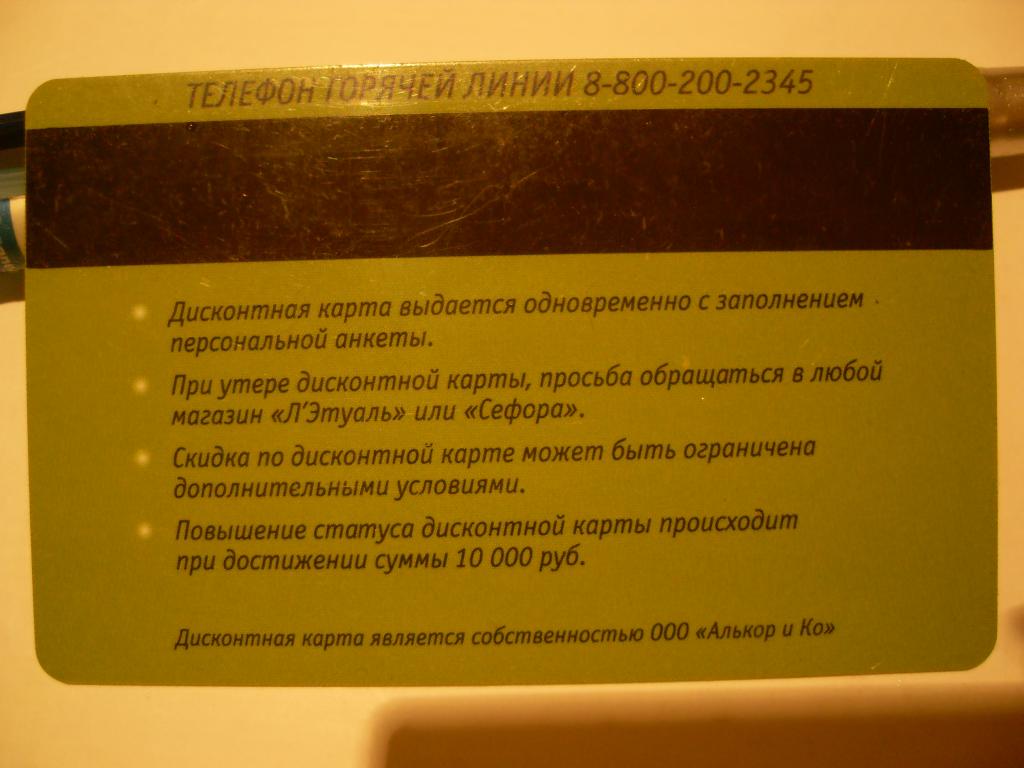 ТЕЛЕФОН ГОРЯЧЕЙ ЛИНИИ 8-800-200-2345
Дисконтная карта выдается одновременно с заполнением
персональной анкеты.
При утере дисконтной карты, просьба обращаться в любой
магазин «Л’Этуаль» или «Сефора».
Скидка по дисконтной карте может быть ограничена
дополнительными условиями.
Повышение статуса дисконтной карты происходит
при достижении суммы 10 000 руб.
Дисконтная карта является собственностью ООО «Алькор и Ко»